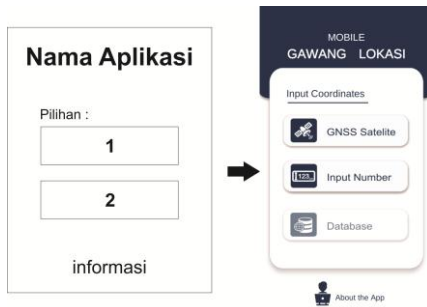 Nama Aplikasi
Pilihan :
1
2
informasi
MOBILE
GAWANG LOKASI
Input Coordinates
GNSS Satelite
123..
Input Number
Database
About the App